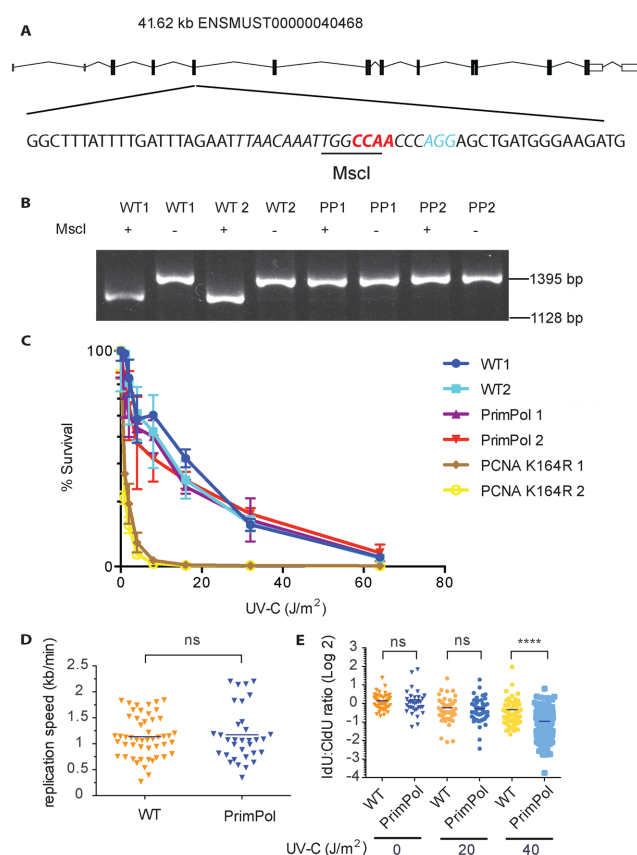 41.62 kb ENSMUST00000040468
A
GGCTTTATTTTGATTTAGAATTTAACAAATTGGCCAACCCAGGAGCTGATGGGAAGATG
MscI
B
WT1 WT1 WT 2 WT2 PP1 PP1 PP2 PP2
MscI + - + - + - + -
1395 bp
1128 bp
C
100
0
% Survival
0 20 40 60 80
UV-C (J/m²)
WT1
WT2
PrimPol 1
PrimPol 2
PCNA K164R 1
PCNA K164R 2
D
ns
replication speed (kb/min)
2.5
2
1.5
1
0.5
0
WT PrimPol
E
ns ns ****
IdU:CldU ratio (Log 2)
3
2
1
0
-1
-2
-3
-4
WT PrimPol WT PrimPol WT PrimPol
UV-C (J/m²) 0 20 40